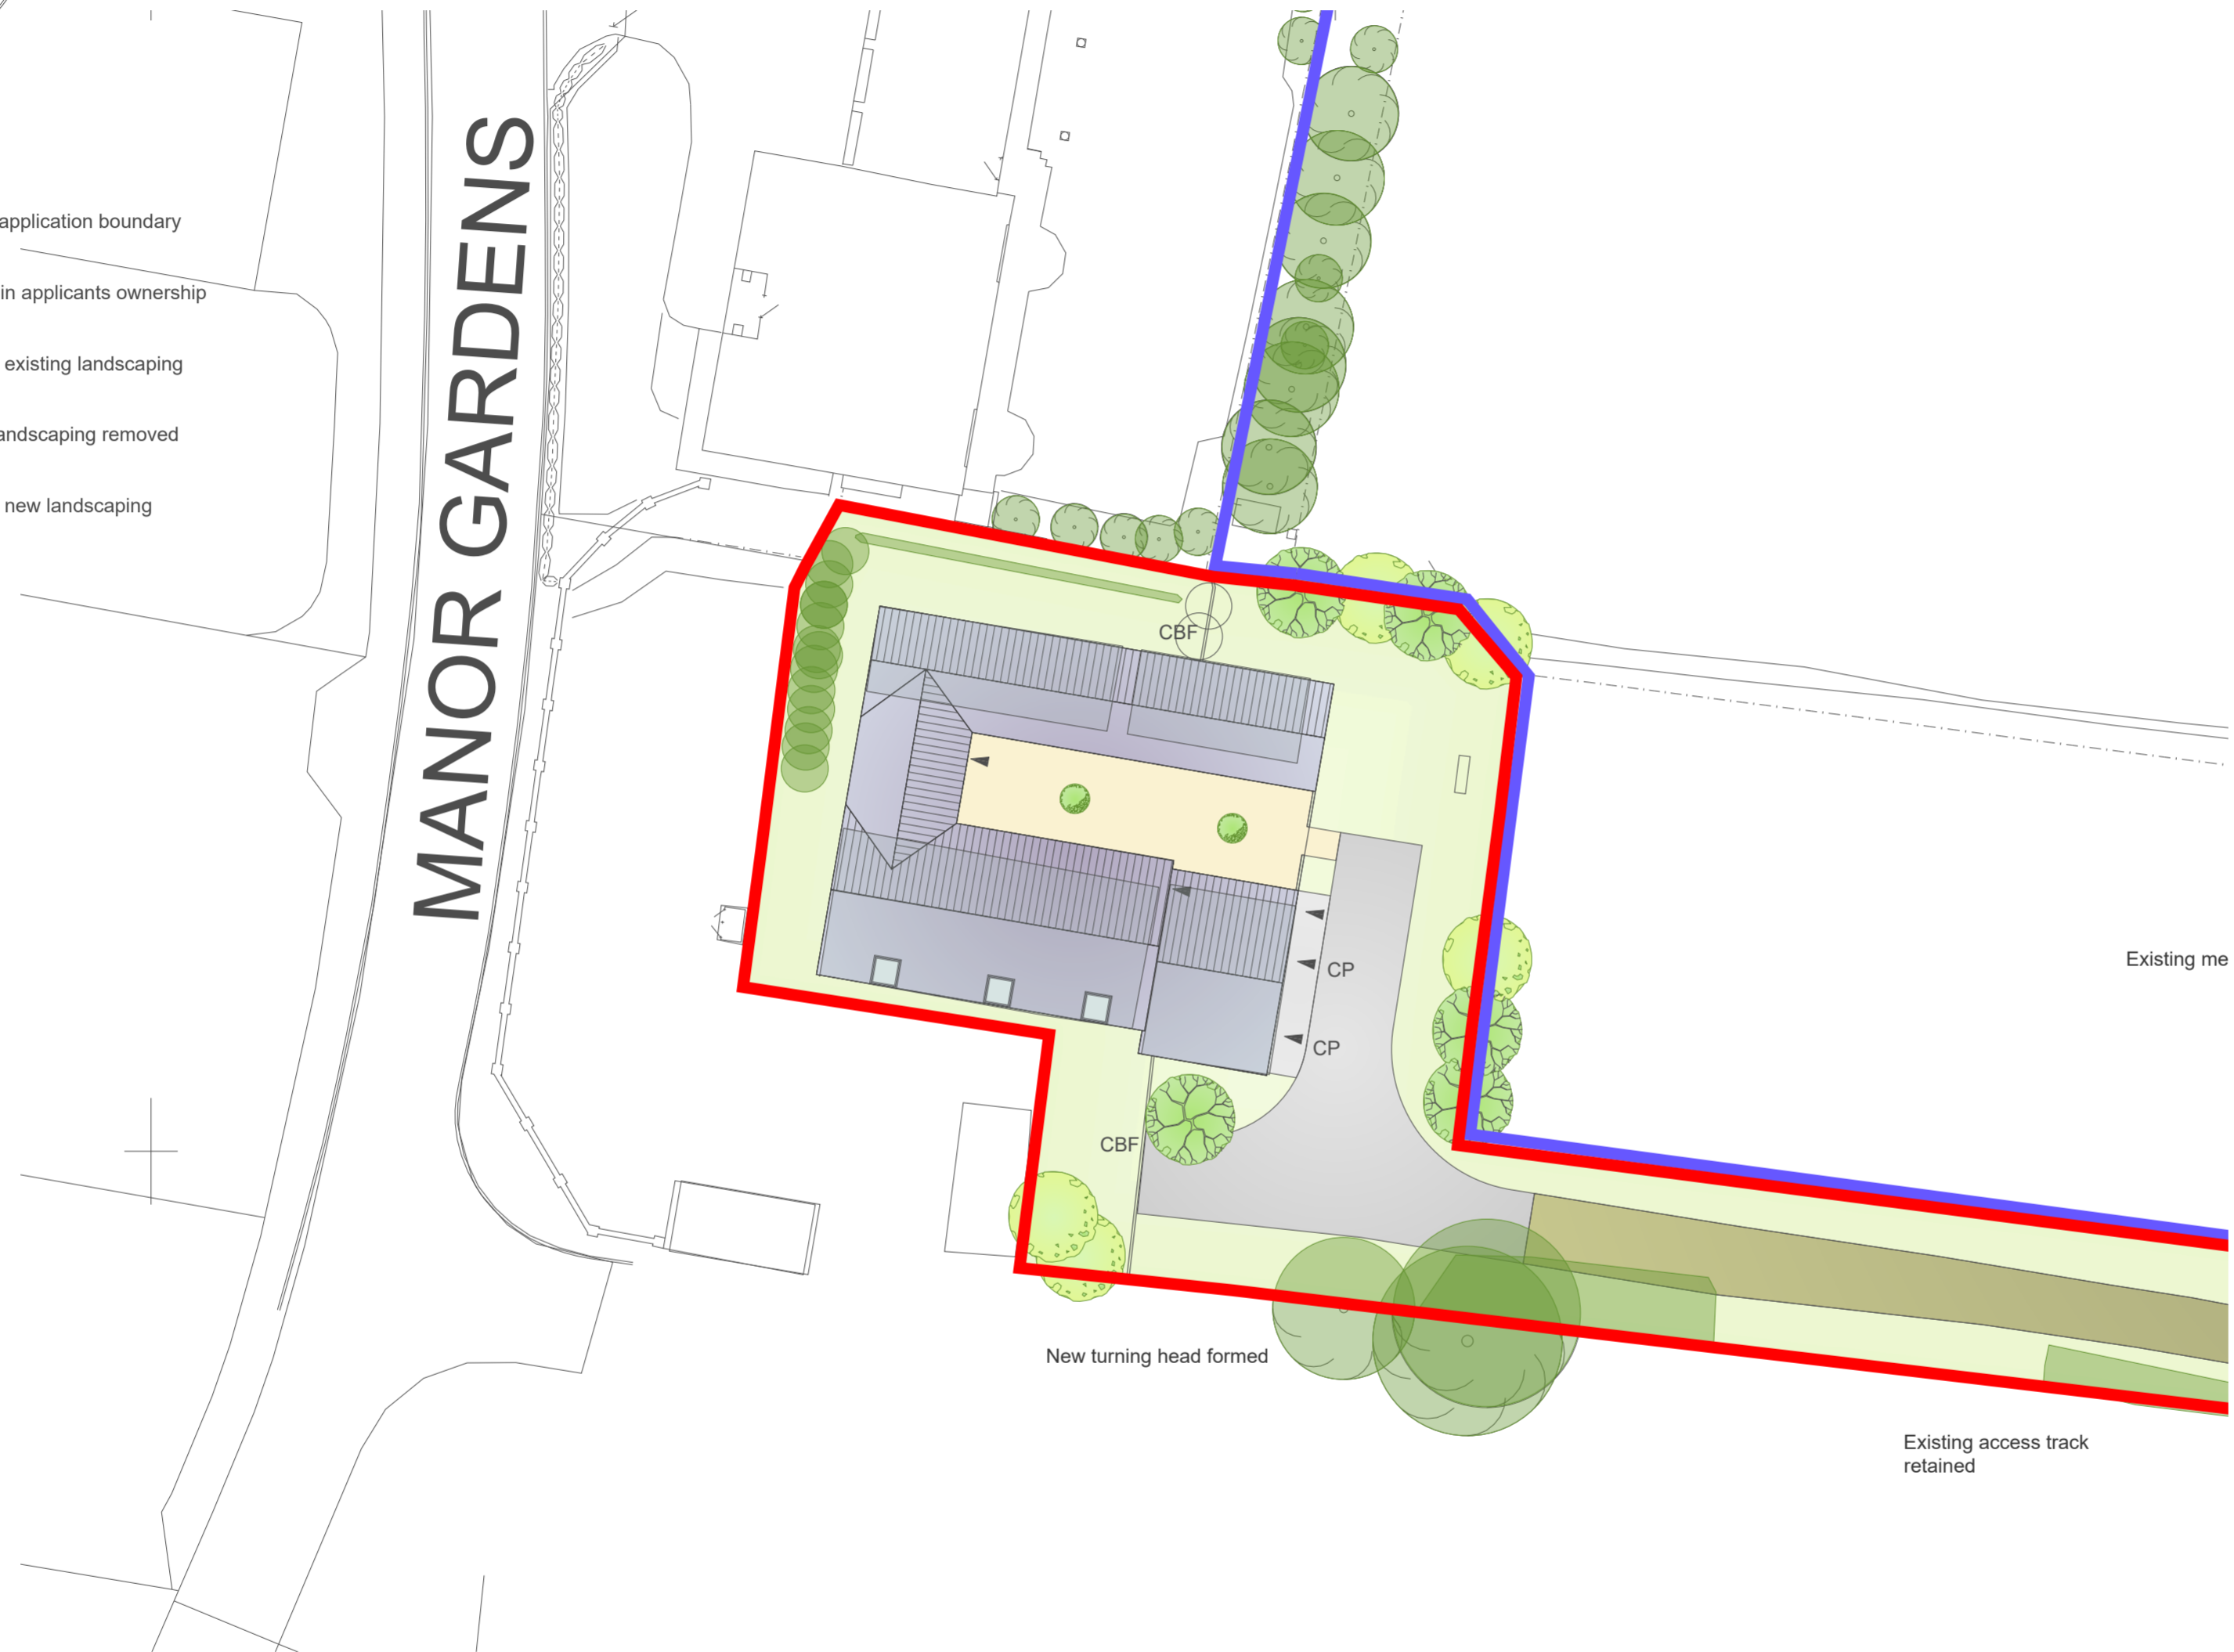 application boundary
in applicants ownership
existing landscaping
andscaping removed
new landscaping
MANOR GARDENS
CBF
CP
CP
CBF
Existing me
New turning head formed
Existing access track
retained